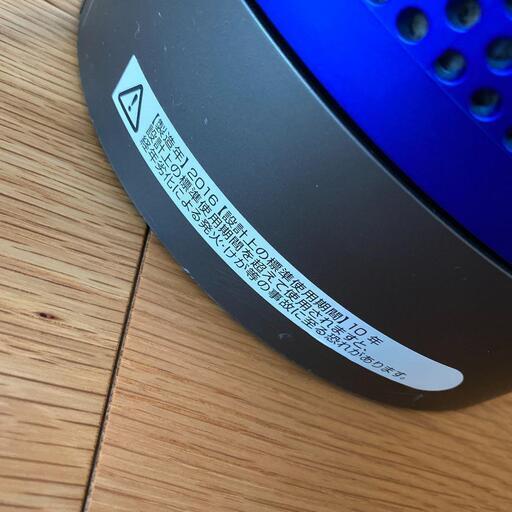 【製造年】2016【設計上の標準使用期間】10年
設計上の標準使用期間を超えて使用されますと、
経年劣化による発火・けが等の事故に至る恐れがあります。